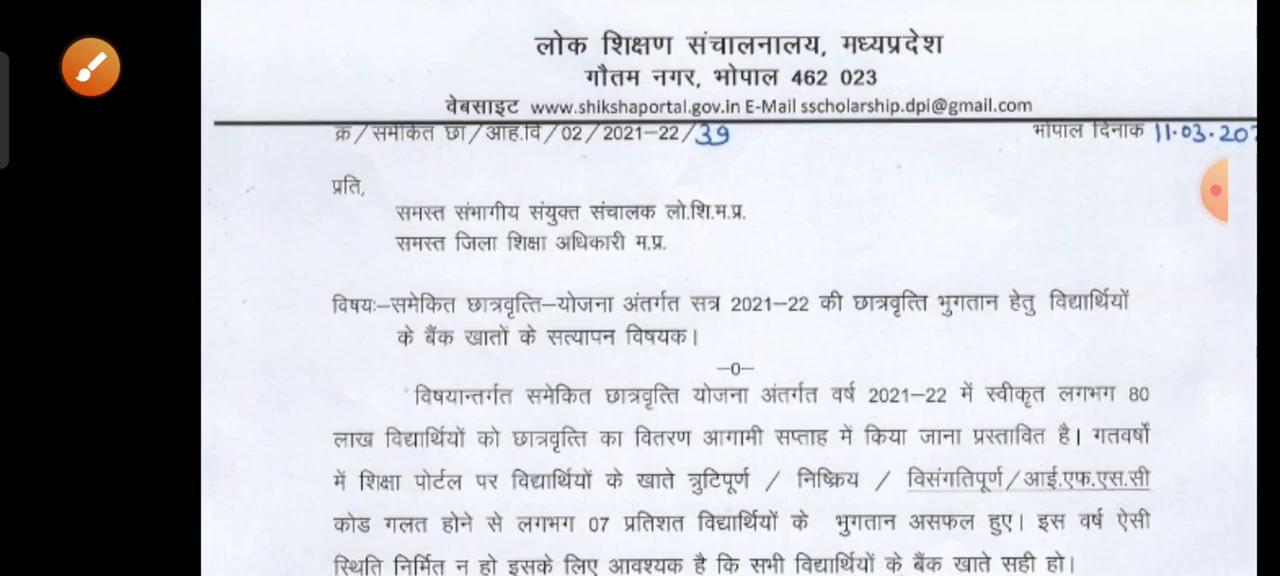 लोक शिक्षण संचालनालय, मध्यप्रदेश
गौतम नगर, भोपाल 462 023
वेबसाइट www.shikshaportal.gov.in E-Mail sscholarship.dpi@gmail.com
क्र/समेकित छा/आह.वि/02/2021-22/39 भोपाल दिनाक 11.03.202
प्रति,
समस्त संभागीय संयुक्त संचालक लो.शि.म.प्र.
समस्त जिला शिक्षा अधिकारी म.प्र.
विषयः-समेकित छात्रवृत्ति-योजना अंतर्गत सत्र 2021-22 की छात्रवृत्ति भुगतान हेतु विद्यार्थियों
के बैंक खातों के सत्यापन विषयक।
-0-
विषयान्तर्गत समेकित छात्रवृत्ति योजना अंतर्गत वर्ष 2021-22 में स्वीकृत लगभग 80
लाख विद्यार्थियों को छात्रवृत्ति का वितरण आगामी सप्ताह में किया जाना प्रस्तावित है। गतवर्षो
में शिक्षा पोर्टल पर विद्यार्थियों के खाते त्रुटिपूर्ण / निष्क्रिय / विसंगतिपूर्ण/आई.एफ.एस.सी
कोड गलत होने से लगभग 07 प्रतिशत विद्यार्थियों के भुगतान असफल हुए। इस वर्ष ऐसी
स्थिति निर्मित न हो इसके लिए आवश्यक है कि सभी विद्यार्थियों के बैंक खाते सही हो।